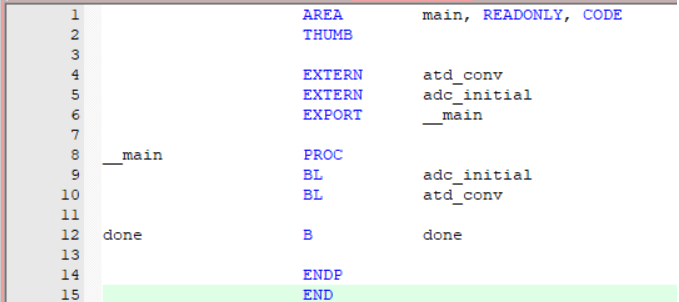 1 AREA main, READONLY, CODE
2 THUMB
3
4 EXTERN atd_conv
5 EXTERN adc_initial
6 EXPORT __main
7
8 __main PROC
9 BL adc_initial
10 BL atd_conv
11
12 done B done
13
14 ENDP
15 END